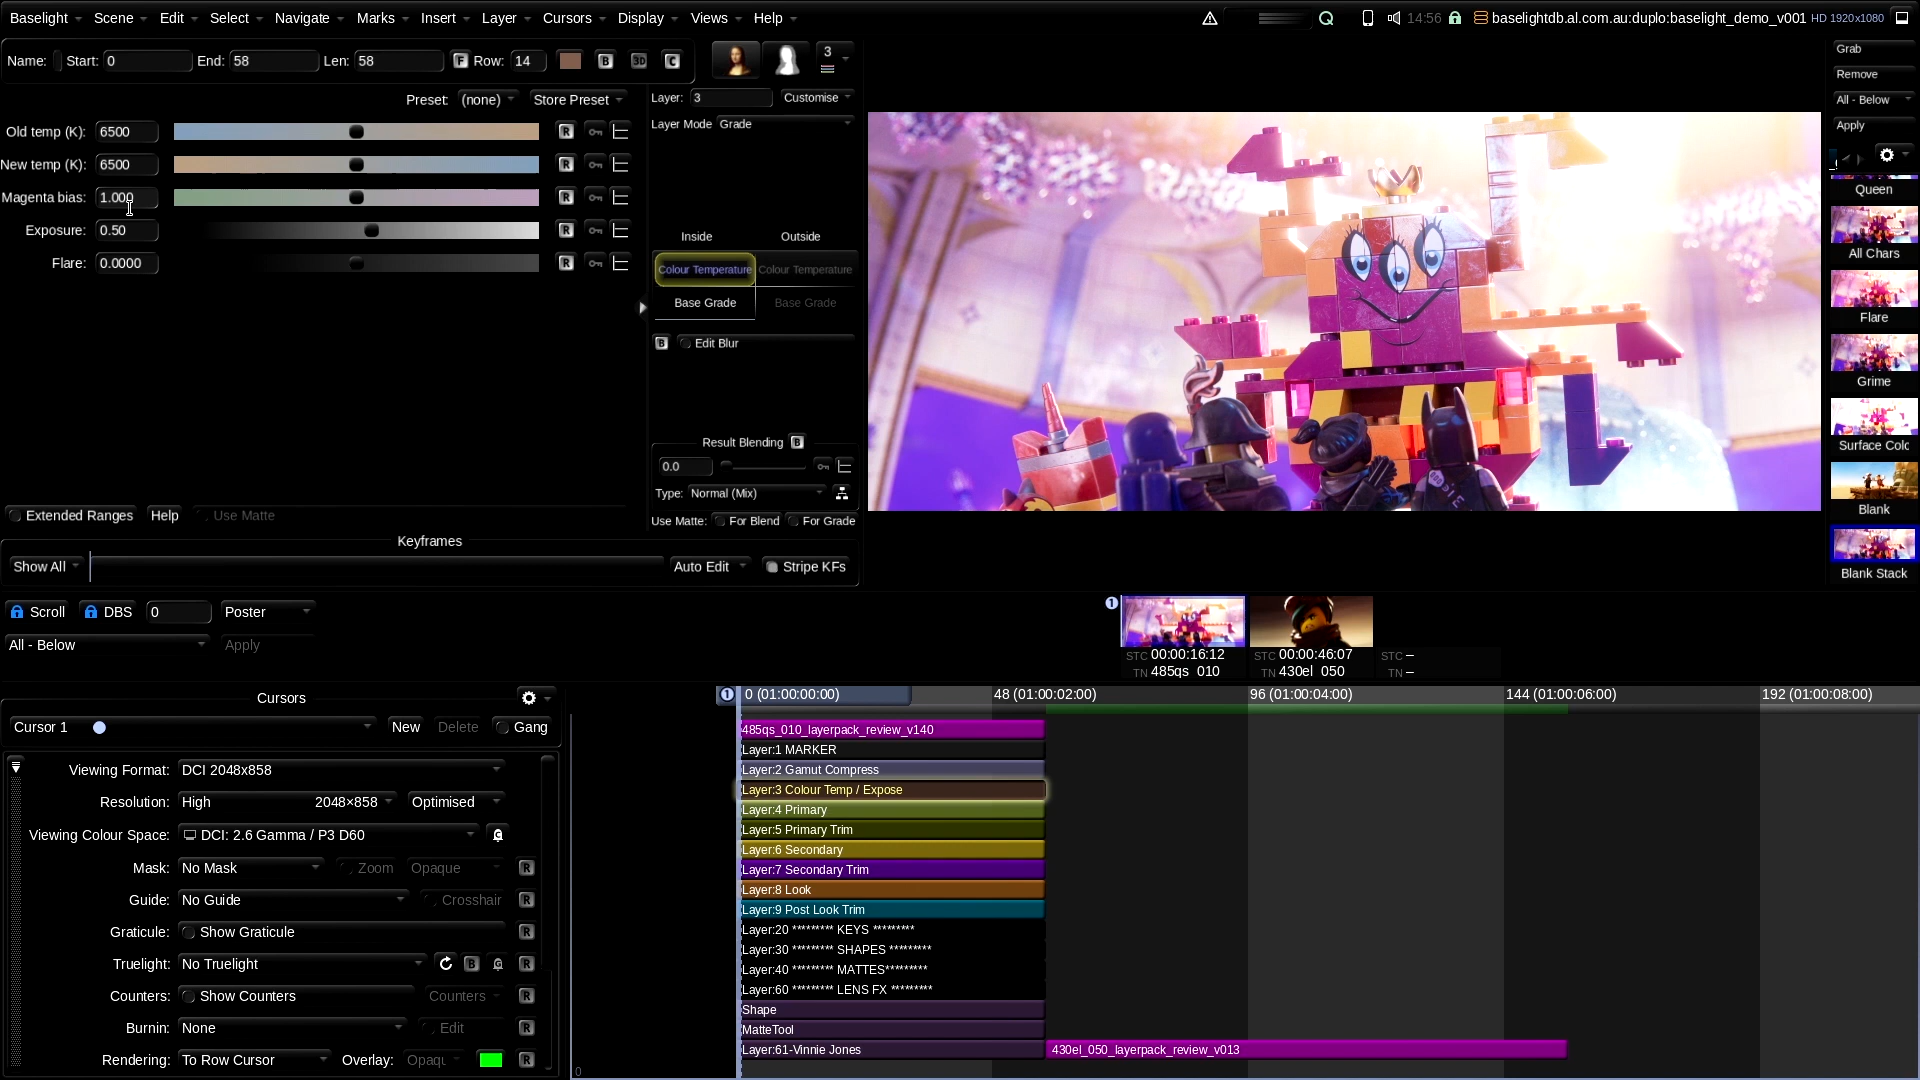 Baselight Scene Edit Select Navigate Marks Insert Layer Cursors Display Views Help
14:56 baselightdb.al.com.au:duplo:baselight_demo_v001 HD 1920x1080
Name: Start: 0 End: 58 Len: 58 F Row: 14 B 3D C
3
Preset: (none) Store Preset
Old temp (K): 6500 R
New temp (K): 6500 R
Magenta bias: 1.000 R
Exposure: 0.50 R
Flare: 0.0000 R
Extended Ranges Help Use Matte
Layer: 3 Customise
Layer Mode Grade
Inside Outside
Colour Temperature Colour Temperature
Base Grade Base Grade
B Edit Blur
Result Blending B
0.0
Type: Normal (Mix)
Use Matte: For Blend For Grade
Keyframes
Show All Auto Edit Stripe KFs
Grab
Remove
All - Below
Apply
Queen
All Chars
Flare
Grime
Surface Colc
Blank
Blank Stack
Scroll DBS 0 Poster
All - Below Apply
1
STC 00:00:16:12 STC 00:00:46:07 STC –
TN 485qs_010 TN 430el_050 TN –
Cursors
Cursor 1 New Delete Gang
Viewing Format: DCI 2048x858
Resolution: High 2048×858 Optimised
Viewing Colour Space: DCI: 2.6 Gamma / P3 D60
Mask: No Mask Zoom Opaque R
Guide: No Guide Crosshair R
Graticule: Show Graticule R
Truelight: No Truelight B R
Counters: Show Counters Counters R
Burnin: None Edit R
Rendering: To Row Cursor Overlay: Opaqu R
1 0 (01:00:00:00) 48 (01:00:02:00) 96 (01:00:04:00) 144 (01:00:06:00) 192 (01:00:08:00)
485qs_010_layerpack_review_v140
Layer:1 MARKER
Layer:2 Gamut Compress
Layer:3 Colour Temp / Expose
Layer:4 Primary
Layer:5 Primary Trim
Layer:6 Secondary
Layer:7 Secondary Trim
Layer:8 Look
Layer:9 Post Look Trim
Layer:20 ********* KEYS *********
Layer:30 ********* SHAPES *********
Layer:40 ********* MATTES*********
Layer:60 ********* LENS FX *********
Shape
MatteTool
Layer:61-Vinnie Jones 430el_050_layerpack_review_v013
0